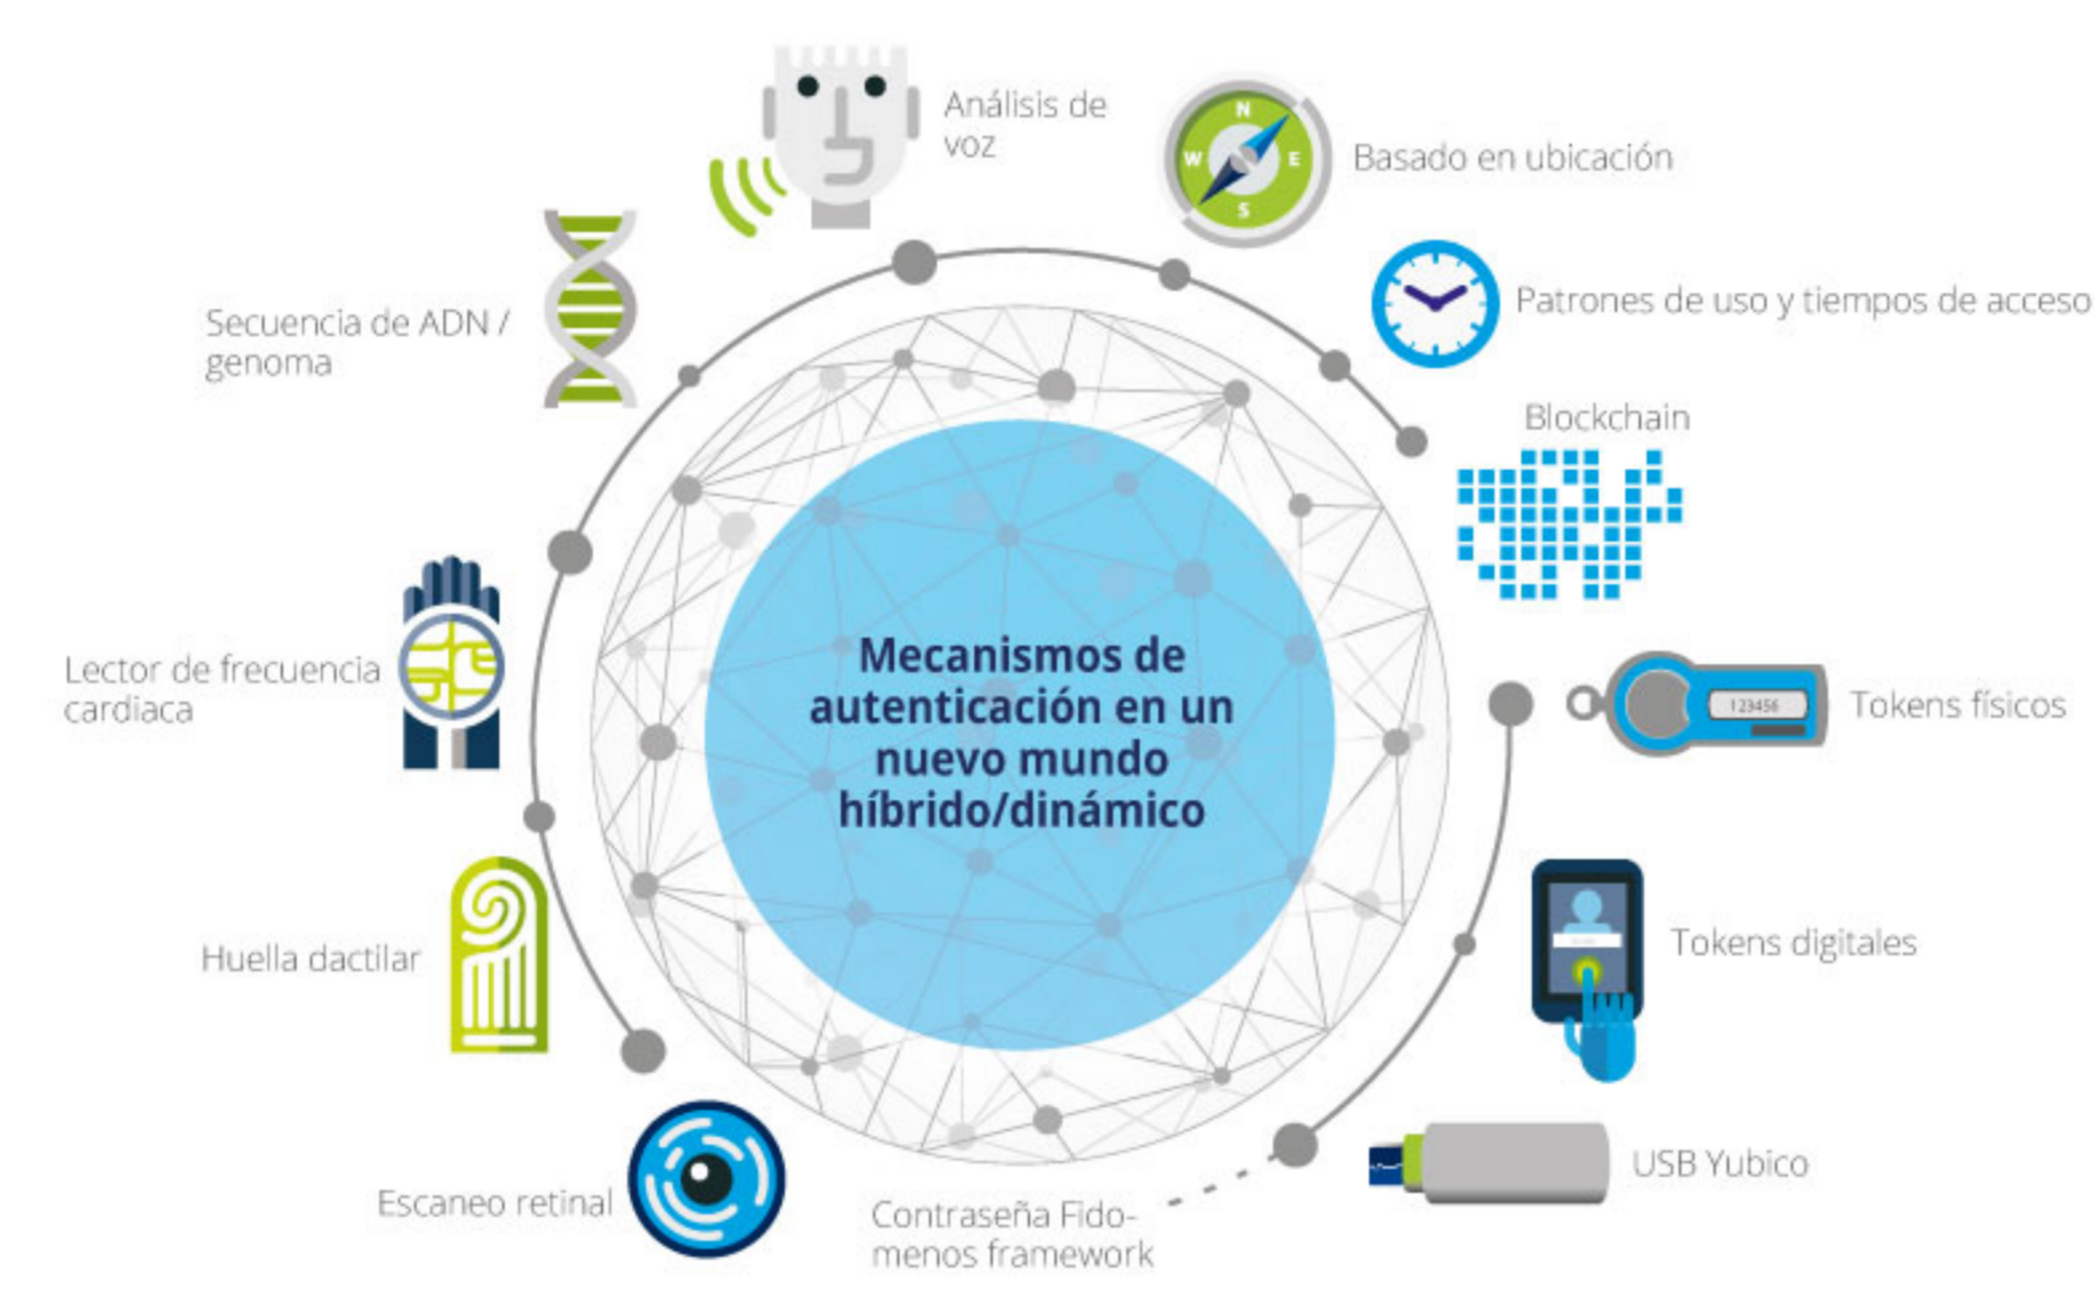 Análisis de
voz
N
W
E
S
Basado en ubicación
Patrones de uso y tiempos de acceso
Secuencia de ADN /
genoma
Blockchain
Lector de frecuencia
cardiaca
Mecanismos de
autenticación en un
nuevo mundo
híbrido/dinámico
123456
Tokens físicos
Huella dactilar
Tokens digitales
USB Yubico
Escaneo retinal
Contraseña Fido-
menos framework